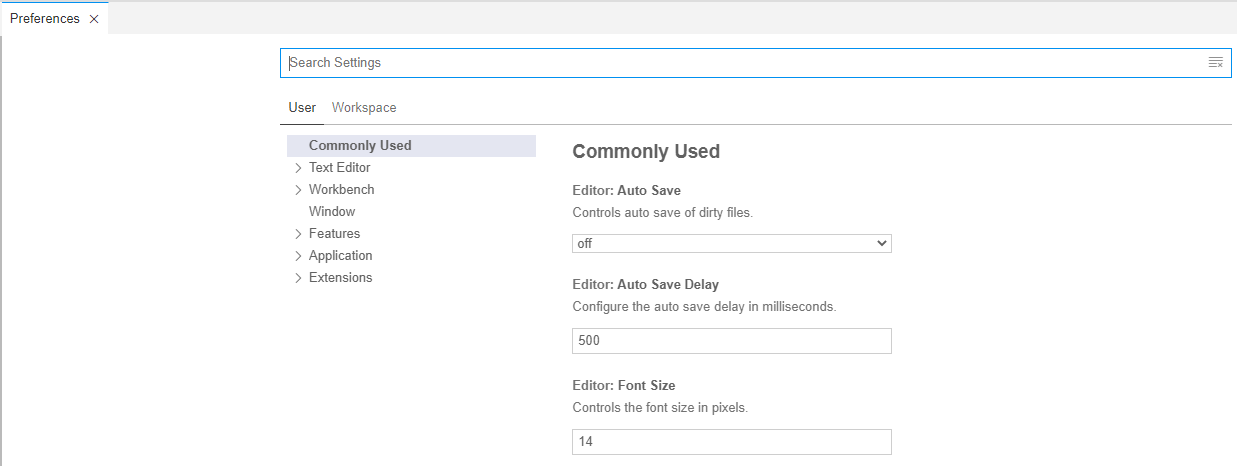 Preferences
Search Settings
User Workspace
Commonly Used
Text Editor
Workbench
Window
Features
Application
Extensions
Commonly Used
Editor: Auto Save
Controls auto save of dirty files.
off
Editor: Auto Save Delay
Configure the auto save delay in milliseconds.
500
Editor: Font Size
Controls the font size in pixels.
14